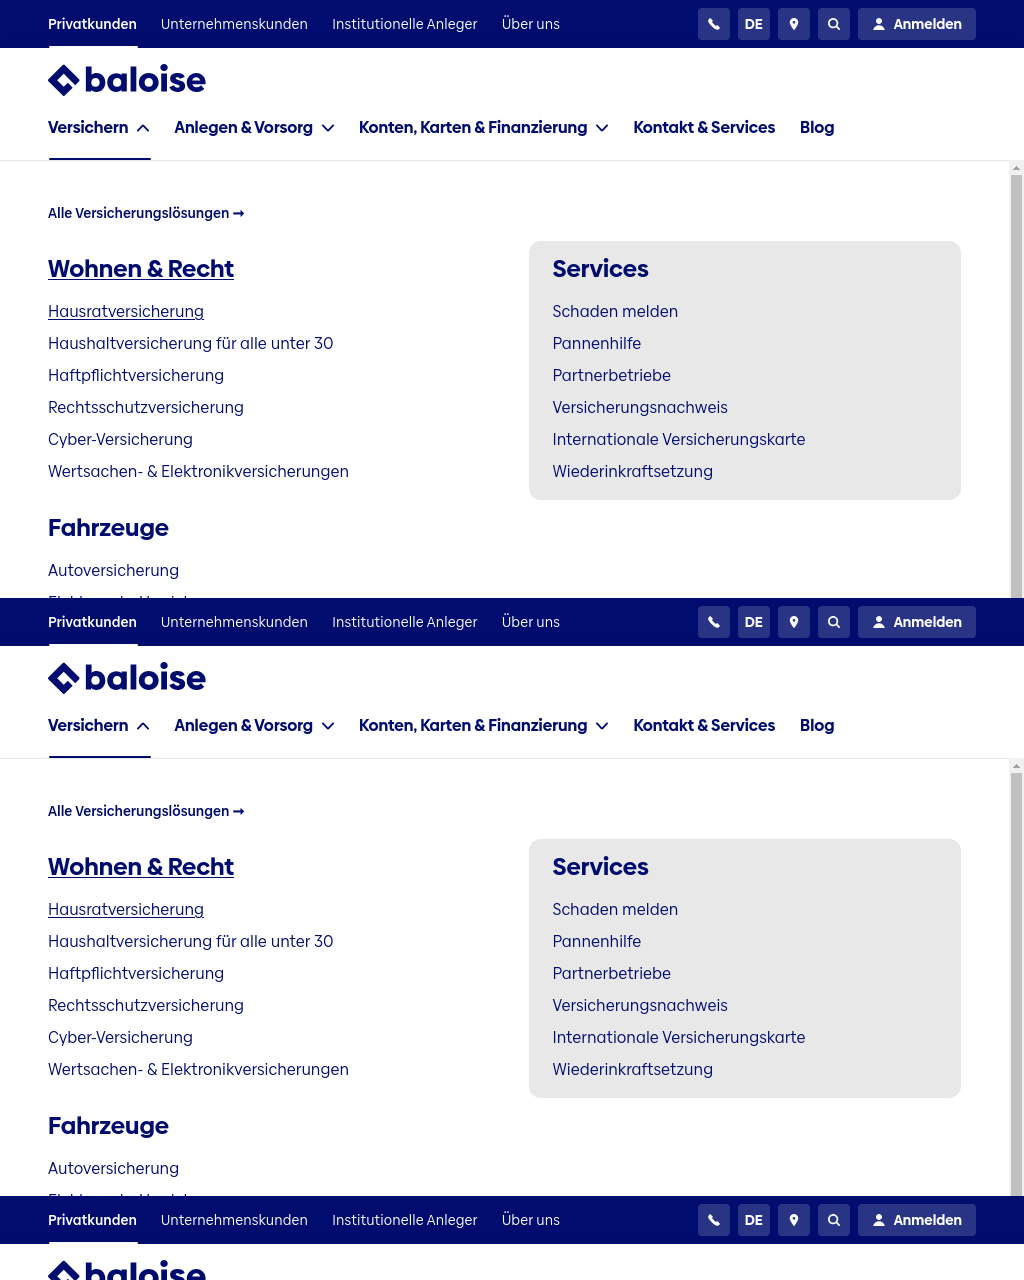 Privatkunden Unternehmenskunden Institutionelle Anleger Über uns DE Anmelden
baloise
Versichern Anlegen & Vorsorg Konten, Karten & Finanzierung Kontakt & Services Blog
Alle Versicherungslösungen ➞
Wohnen & Recht
Hausratversicherung
Haushaltversicherung für alle unter 30
Haftpflichtversicherung
Rechtsschutzversicherung
Cyber-Versicherung
Wertsachen- & Elektronikversicherungen
Services
Schaden melden
Pannenhilfe
Partnerbetriebe
Versicherungsnachweis
Internationale Versicherungskarte
Wiederinkraftsetzung
Fahrzeuge
Autoversicherung
Privatkunden Unternehmenskunden Institutionelle Anleger Über uns DE Anmelden
baloise
Versichern Anlegen & Vorsorg Konten, Karten & Finanzierung Kontakt & Services Blog
Alle Versicherungslösungen ➞
Wohnen & Recht
Hausratversicherung
Haushaltversicherung für alle unter 30
Haftpflichtversicherung
Rechtsschutzversicherung
Cyber-Versicherung
Wertsachen- & Elektronikversicherungen
Services
Schaden melden
Pannenhilfe
Partnerbetriebe
Versicherungsnachweis
Internationale Versicherungskarte
Wiederinkraftsetzung
Fahrzeuge
Autoversicherung
Privatkunden Unternehmenskunden Institutionelle Anleger Über uns DE Anmelden
baloise